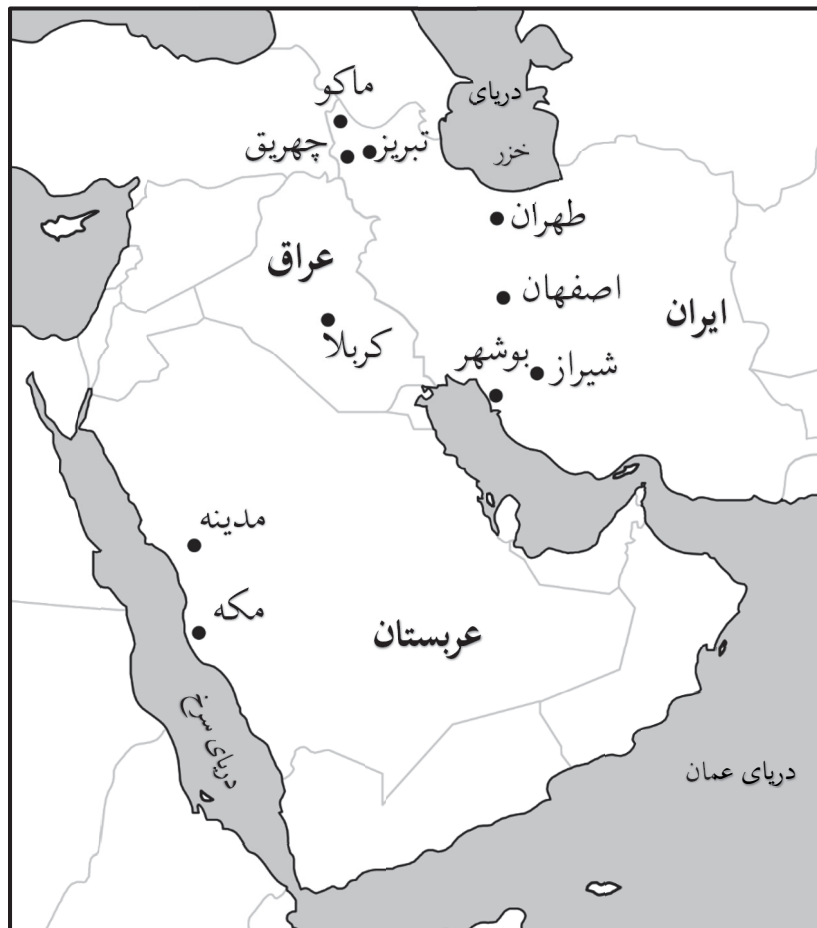 ماکو
دریای
خزر
تبریز
چهریق
طهران
عراق
اصفهان
ایران
کربلا
بوشهر
شیراز
مدینه
مکه
عربستان
دریای سرخ
دریای عمان